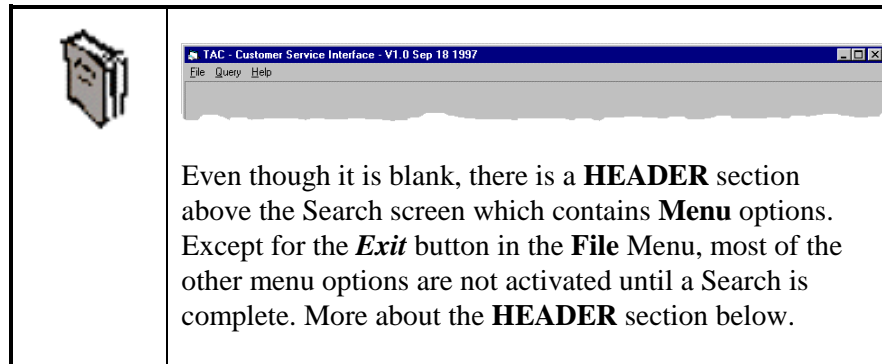 TAC - Customer Service Interface - V1.0 Sep 18 1997
File Query Help
Even though it is blank, there is a HEADER section
above the Search screen which contains Menu options.
Except for the Exit button in the File Menu, most of the
other menu options are not activated until a Search is
complete. More about the HEADER section below.